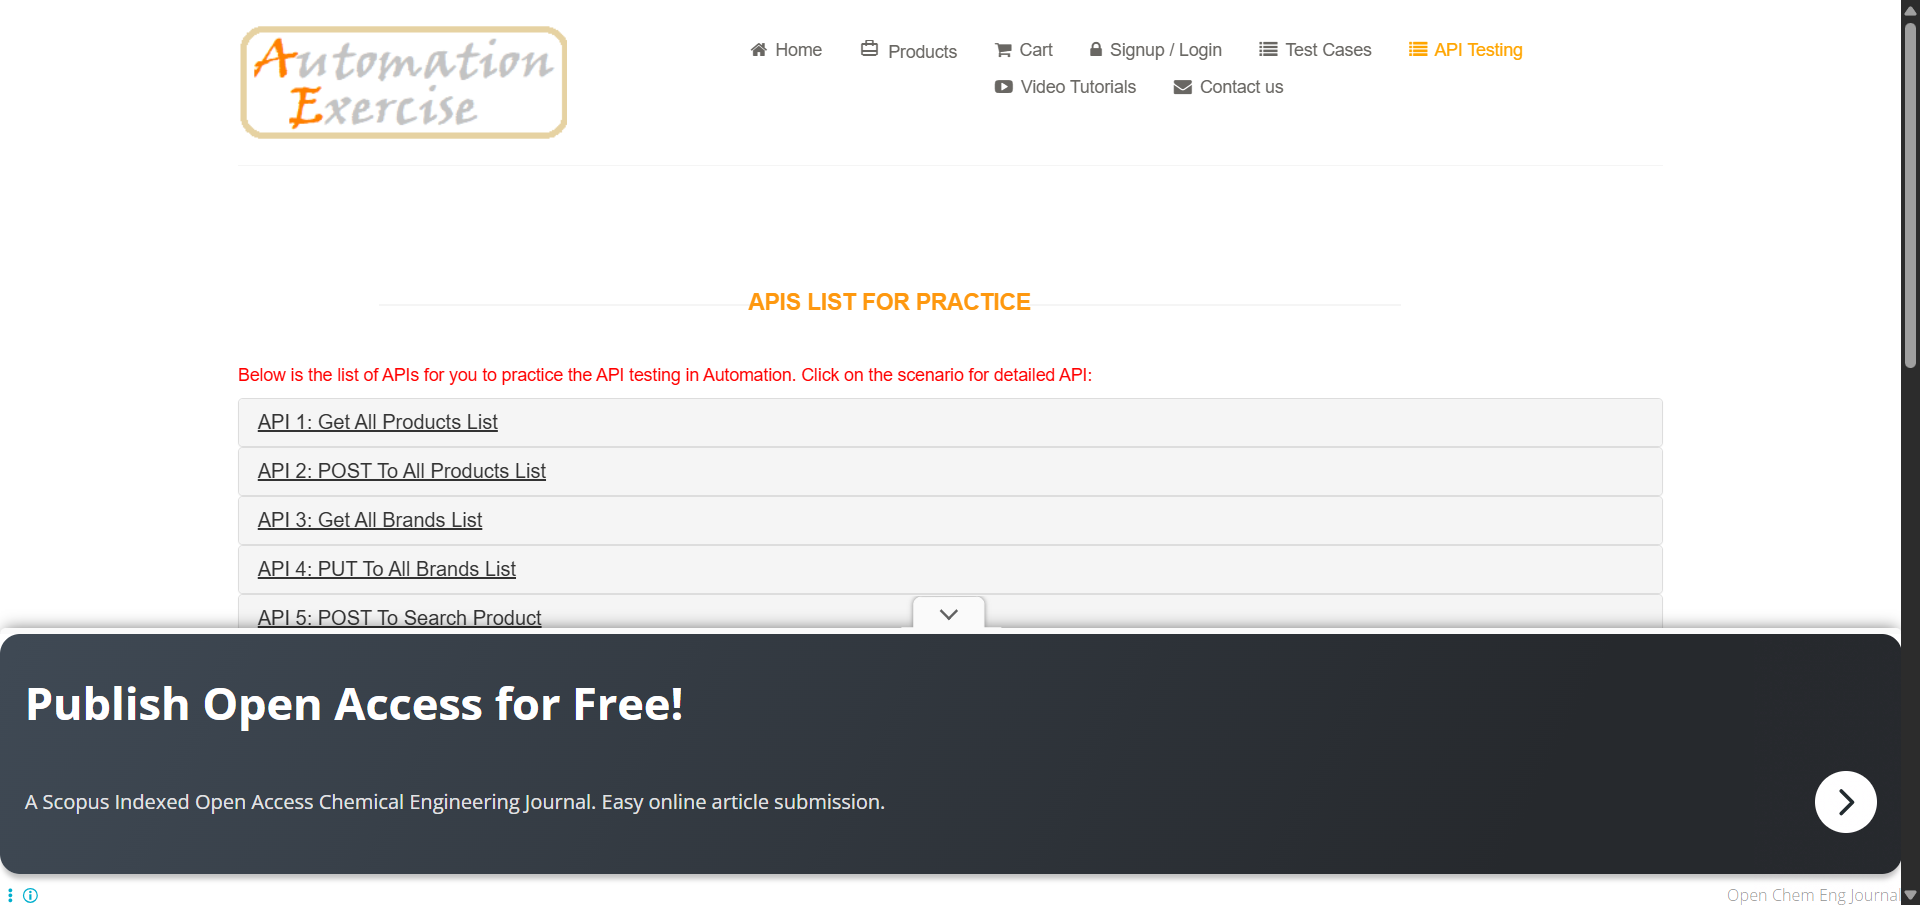 Automation
Exercise
Home
Products
Cart
Signup / Login
Test Cases
API Testing
Video Tutorials
Contact us
APIS LIST FOR PRACTICE
Below is the list of APIs for you to practice the API testing in Automation. Click on the scenario for detailed API:
API 1: Get All Products List
API 2: POST To All Products List
API 3: Get All Brands List
API 4: PUT To All Brands List
API 5: POST To Search Product
Publish Open Access for Free!
A Scopus Indexed Open Access Chemical Engineering Journal. Easy online article submission.
Open Chem Eng Journal